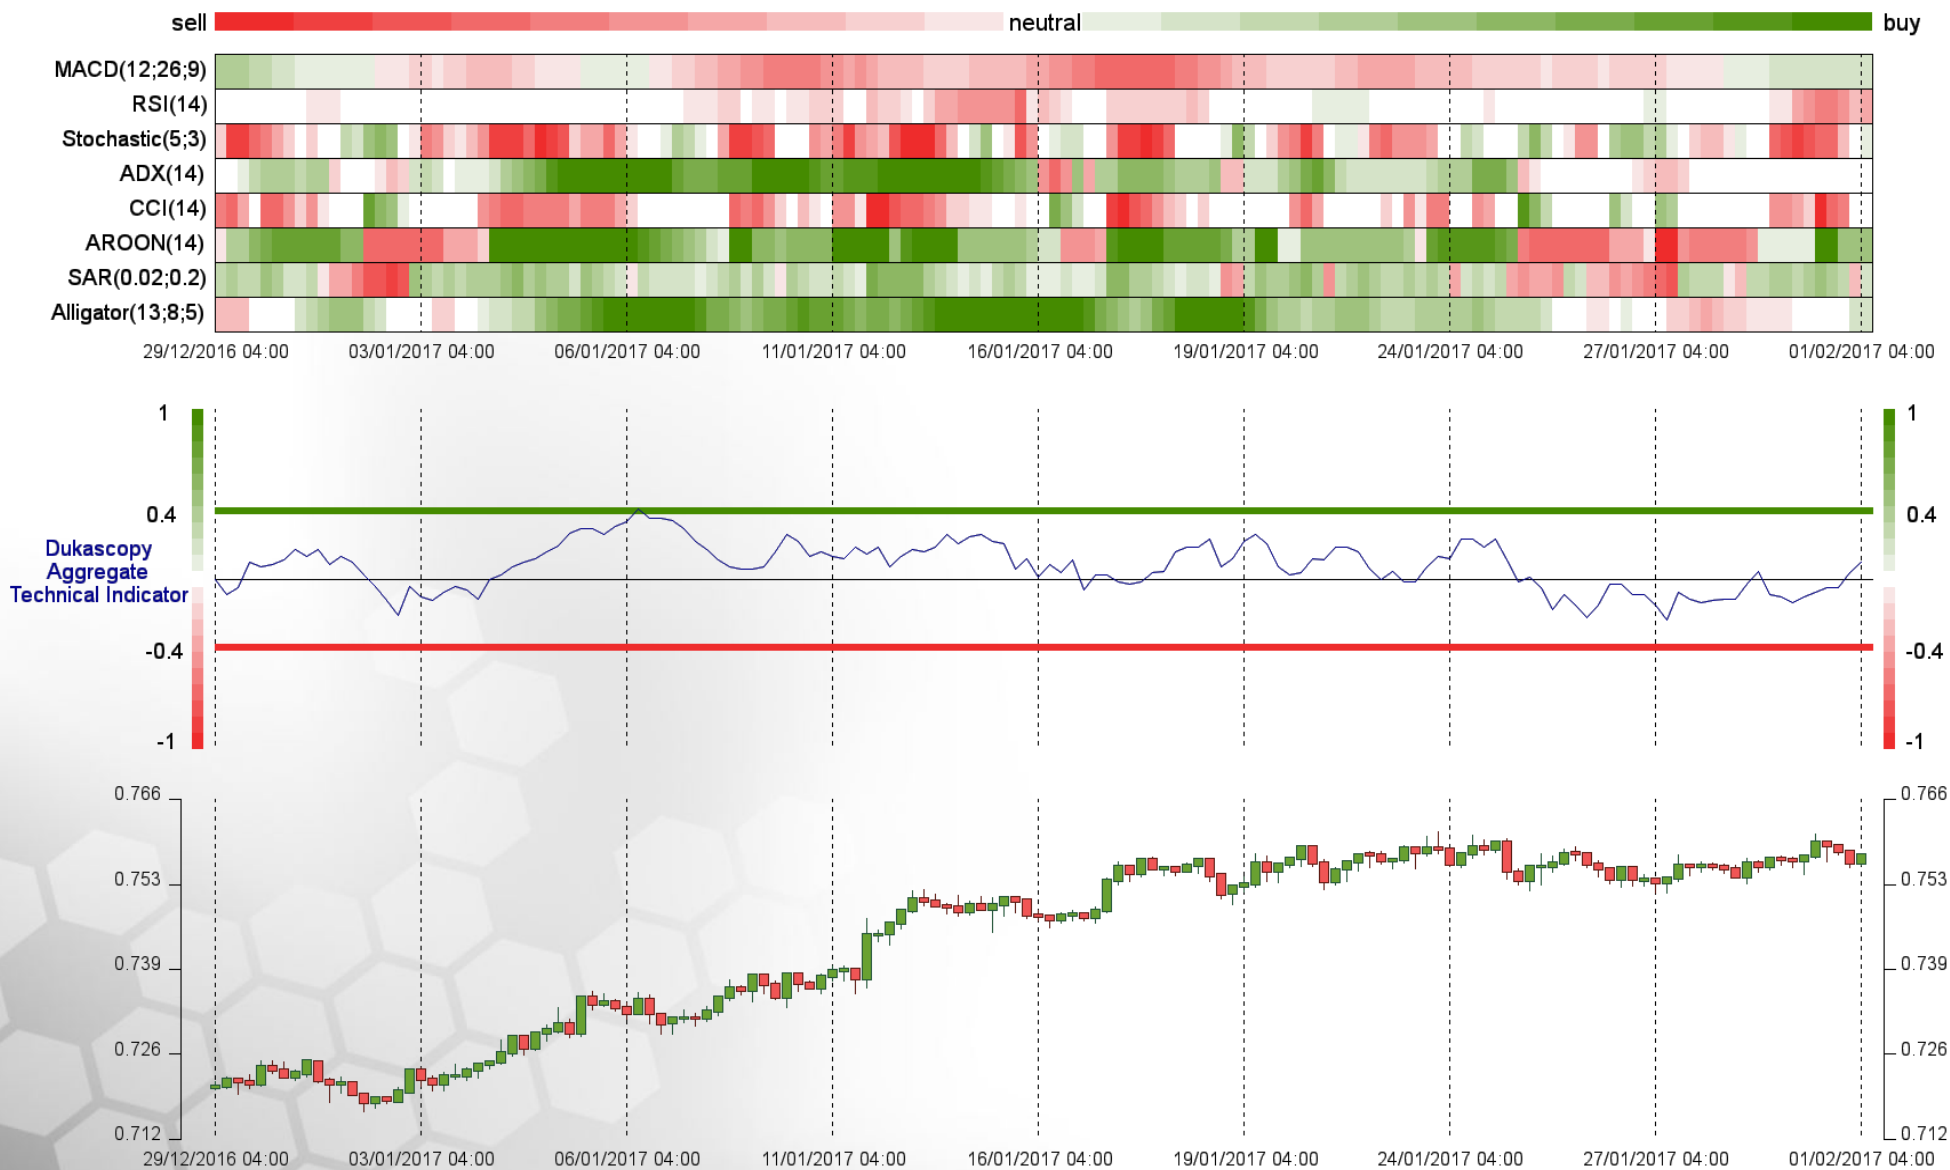 sell neutral buy
MACD(12;26;9)
RSI(14)
Stochastic(5;3)
ADX(14)
CCI(14)
AROON(14)
SAR(0.02;0.2)
Alligator(13;8;5)
29/12/2016 04:00 03/01/2017 04:00 06/01/2017 04:00 11/01/2017 04:00 16/01/2017 04:00 19/01/2017 04:00 24/01/2017 04:00 27/01/2017 04:00 01/02/2017 04:00
1 1
0.4 0.4
Dukascopy
Aggregate
Technical Indicator
-0.4 -0.4
-1 -1
0.766 0.766
0.753 0.753
0.739 0.739
0.726 0.726
0.712 0.712
29/12/2016 04:00 03/01/2017 04:00 06/01/2017 04:00 11/01/2017 04:00 16/01/2017 04:00 19/01/2017 04:00 24/01/2017 04:00 27/01/2017 04:00 01/02/2017 04:00